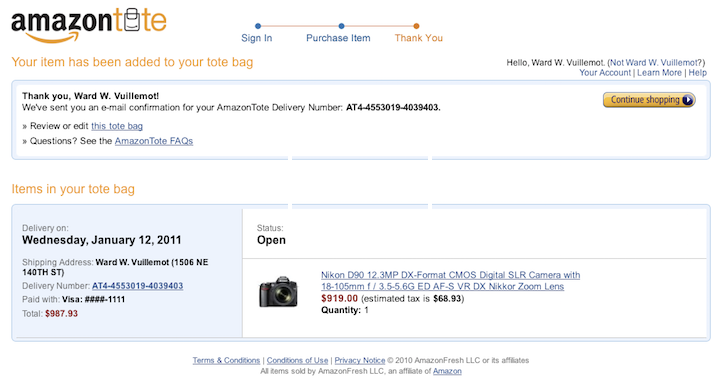 amazontote
Sign In Purchase Item Thank You
Your item has been added to your tote bag
Hello, Ward W. Vuillemot. (Not Ward W. Vuillemot?)
Your Account | Learn More | Help
Thank you, Ward W. Vuillemot!
We've sent you an e-mail confirmation for your AmazonTote Delivery Number: AT4-4553019-4039403.
Continue shopping
» Review or edit this tote bag
» Questions? See the AmazonTote FAQs
Items in your tote bag
Delivery on:
Wednesday, January 12, 2011
Shipping Address: Ward W. Vuillemot (1506 NE
140TH ST)
Delivery Number: AT4-4553019-4039403
Paid with: Visa: ####-1111
Total: $987.93
Status:
Open
Nikon D90 12.3MP DX-Format CMOS Digital SLR Camera with
18-105mm f / 3.5-5.6G ED AF-S VR DX Nikkor Zoom Lens
$919.00 (estimated tax is $68.93)
Quantity: 1
Terms & Conditions | Conditions of Use | Privacy Notice © 2010 AmazonFresh LLC or its affiliates
All items sold by AmazonFresh LLC, an affiliate of Amazon